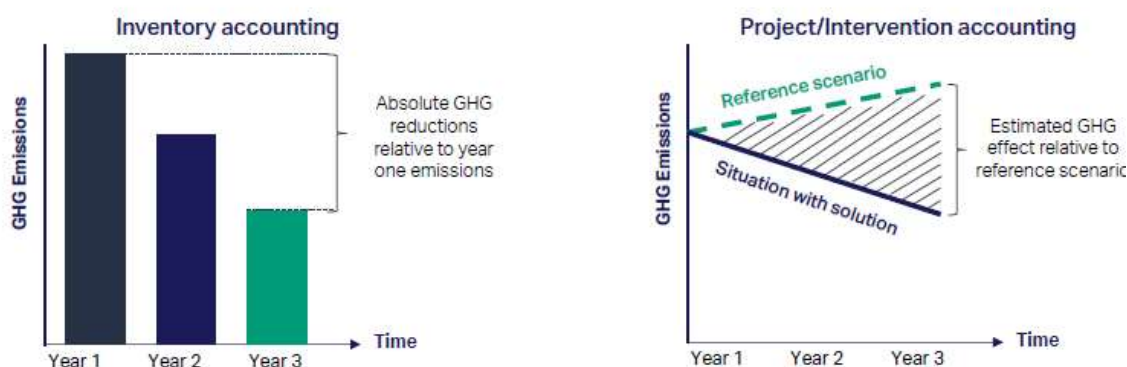 Inventory accounting
GHG Emissions
Absolute GHG
reductions
relative to year
one emissions
Time
Year 1
Year 2
Year 3
Project/Intervention accounting
GHG Emissions
Reference scenario
Situation with solution
Estimated GHG
effect relative to
reference scenario
Time
Year 1
Year 2
Year 3